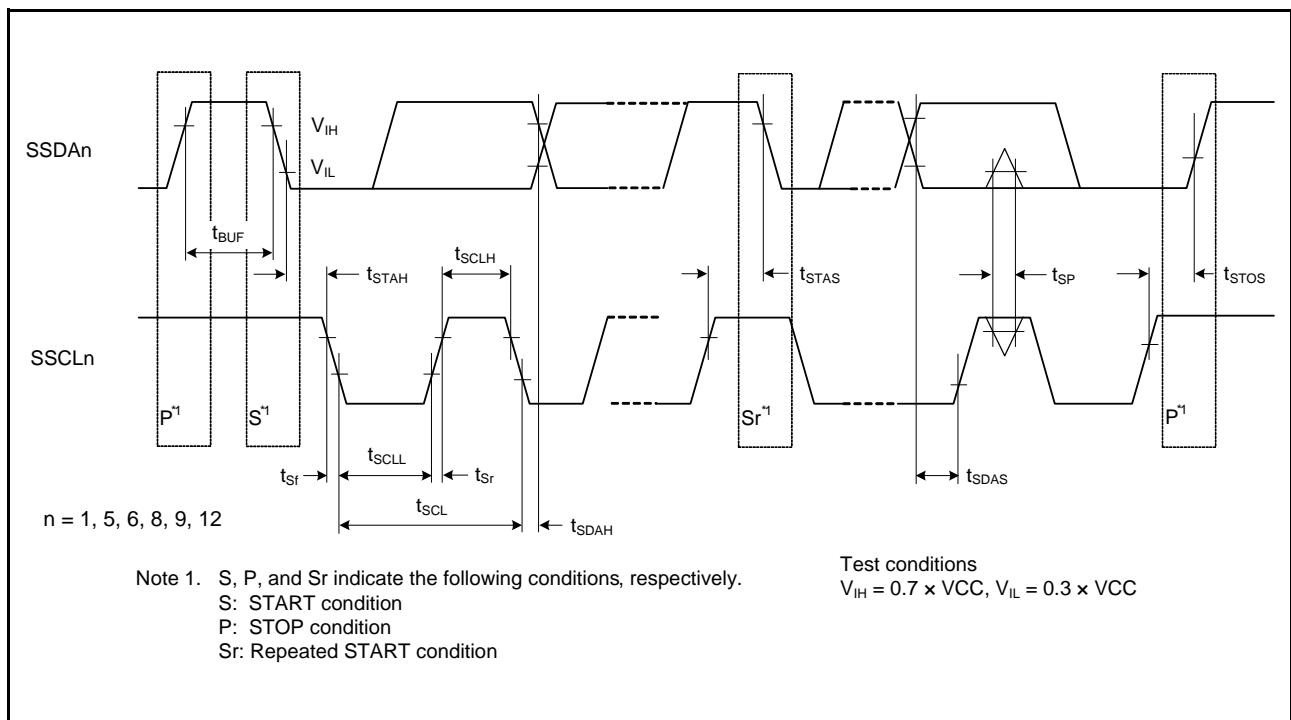 SSDAn
VIH
VIL
tBUF
tSTAH
tSCLH
tSTAS
tSP
tSTOS
SSCLn
P*1
S*1
Sr*1
P*1
tSf
tSCLL
tSr
tSDAS
tSCL
tSDAH
n = 1, 5, 6, 8, 9, 12
Note 1. S, P, and Sr indicate the following conditions, respectively.
S: START condition
P: STOP condition
Sr: Repeated START condition
Test conditions
VIH = 0.7 × VCC, VIL = 0.3 × VCC